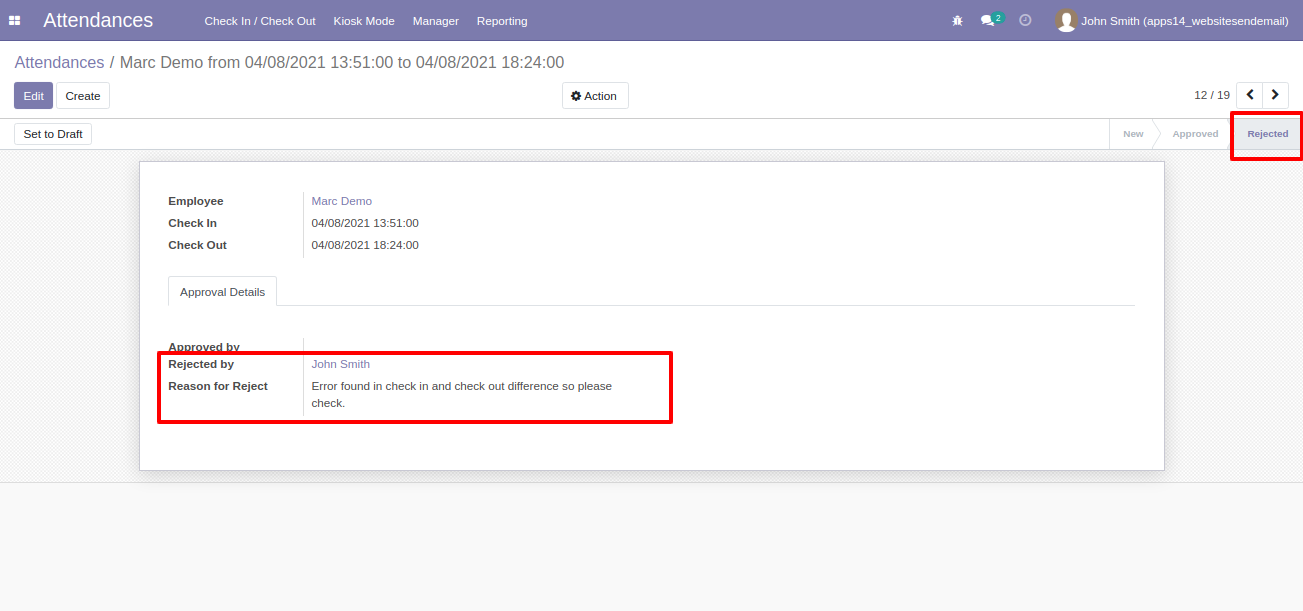 Attendances Check In / Check Out Kiosk Mode Manager Reporting 2 John Smith (apps14_websitesendemail)
Attendances / Marc Demo from 04/08/2021 13:51:00 to 04/08/2021 18:24:00
Edit Create Action 12 / 19
Set to Draft New Approved Rejected
Employee Marc Demo
Check In 04/08/2021 13:51:00
Check Out 04/08/2021 18:24:00
Approval Details
Approved by
Rejected by John Smith
Reason for Reject Error found in check in and check out difference so please
check.